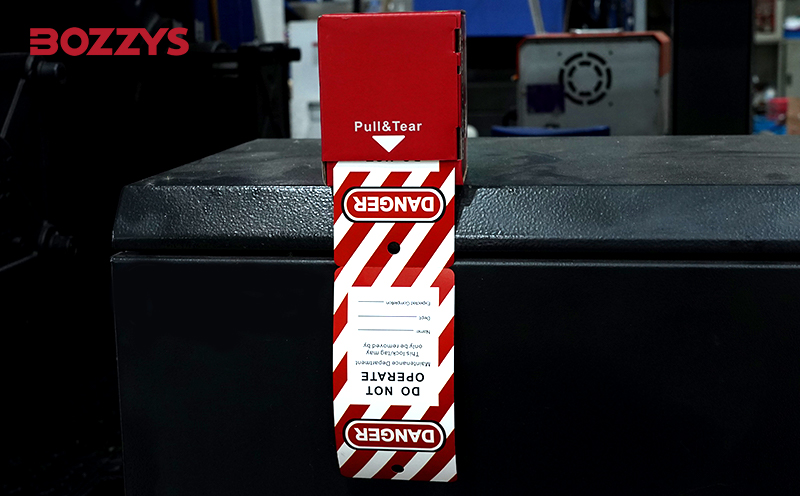 BOZZYS
Pull&Tear
DANGER
DANGER
DO NOT
OPERATE
Maintenance Department
This lock/tag may
only be removed by
Name:
Dept:
Expected Completion: